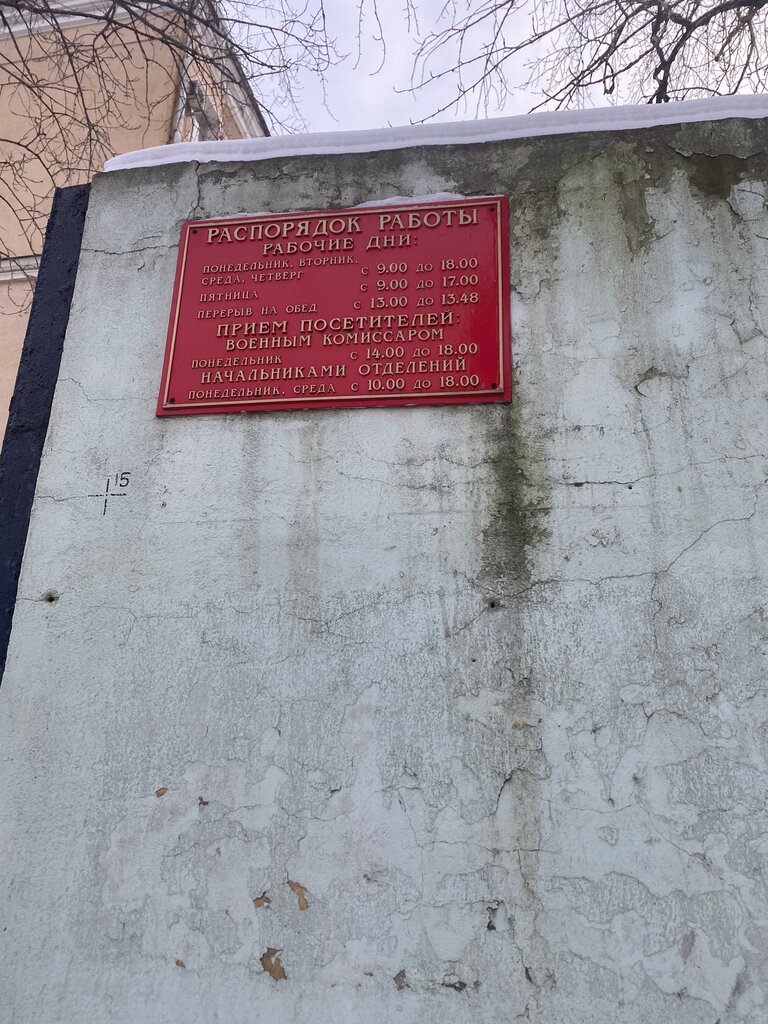 РАСПОРЯДОК РАБОТЫ
РАБОЧИЕ ДНИ:
ПОНЕДЕЛЬНИК, ВТОРНИК,
СРЕДА, ЧЕТВЕРГ С 9.00 ДО 18.00
ПЯТНИЦА С 9.00 ДО 17.00
ПЕРЕРЫВ НА ОБЕД С 13.00 ДО 13.48
ПРИЕМ ПОСЕТИТЕЛЕЙ:
ВОЕННЫМ КОМИССАРОМ
ПОНЕДЕЛЬНИК С 14.00 ДО 18.00
НАЧАЛЬНИКАМИ ОТДЕЛЕНИЙ
ПОНЕДЕЛЬНИК, СРЕДА С 10.00 ДО 18.00
15